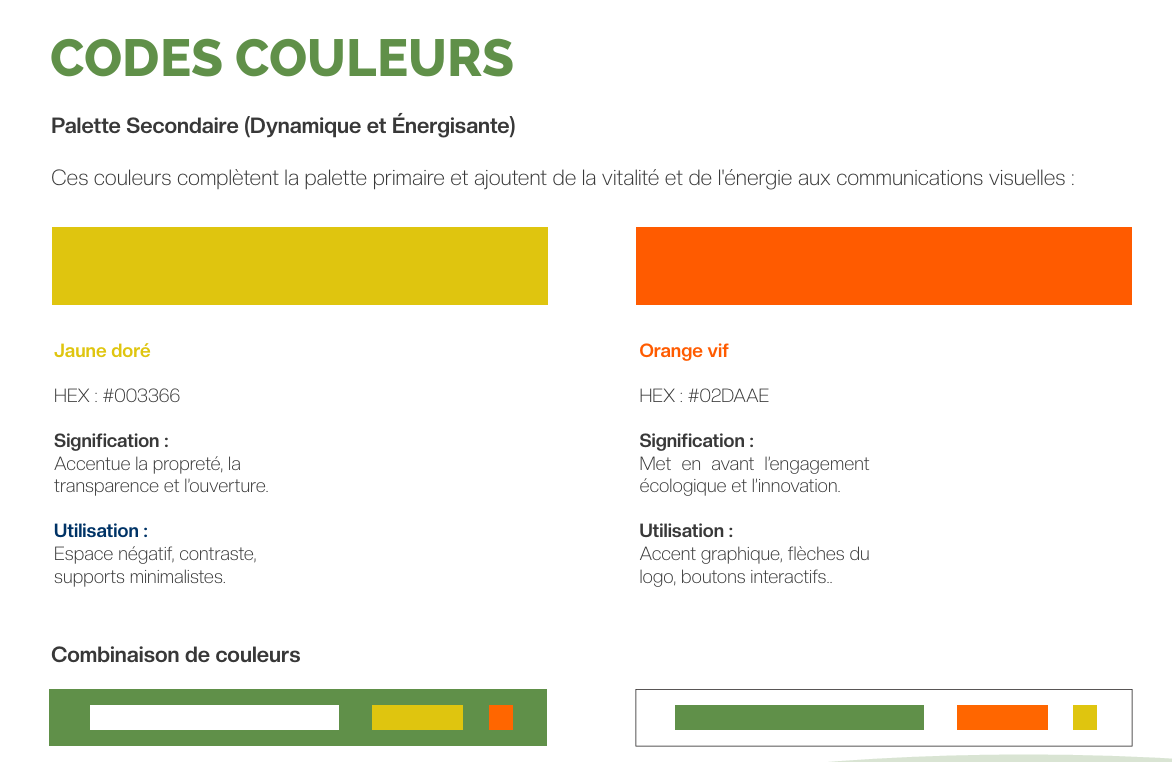 CODES COULEURS
Palette Secondaire (Dynamique et Énergisante)
Ces couleurs complètent la palette primaire et ajoutent de la vitalité et de l'énergie aux communications visuelles :
Jaune doré
HEX : #003366
Signification :
Accentue la propreté, la
transparence et l'ouverture.
Utilisation :
Espace négatif, contraste,
supports minimalistes.
Orange vif
HEX : #02DAAE
Signification :
Met en avant l'engagement
écologique et l'innovation.
Utilisation :
Accent graphique, flèches du
logo, boutons interactifs..
Combinaison de couleurs